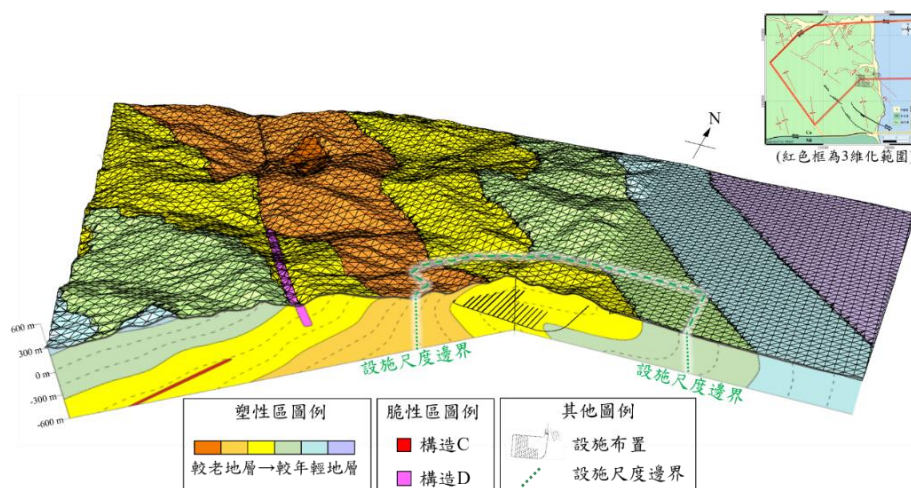 N
(紅色框為3維化範圍
600 m
300 m
0 m
-300 m
-600 m
設施尺度邊界
設施尺度邊界
塑性區圖例
較老地層→較年輕地層
脆性區圖例
構造C
構造D
其他圖例
設施布置
設施尺度邊界